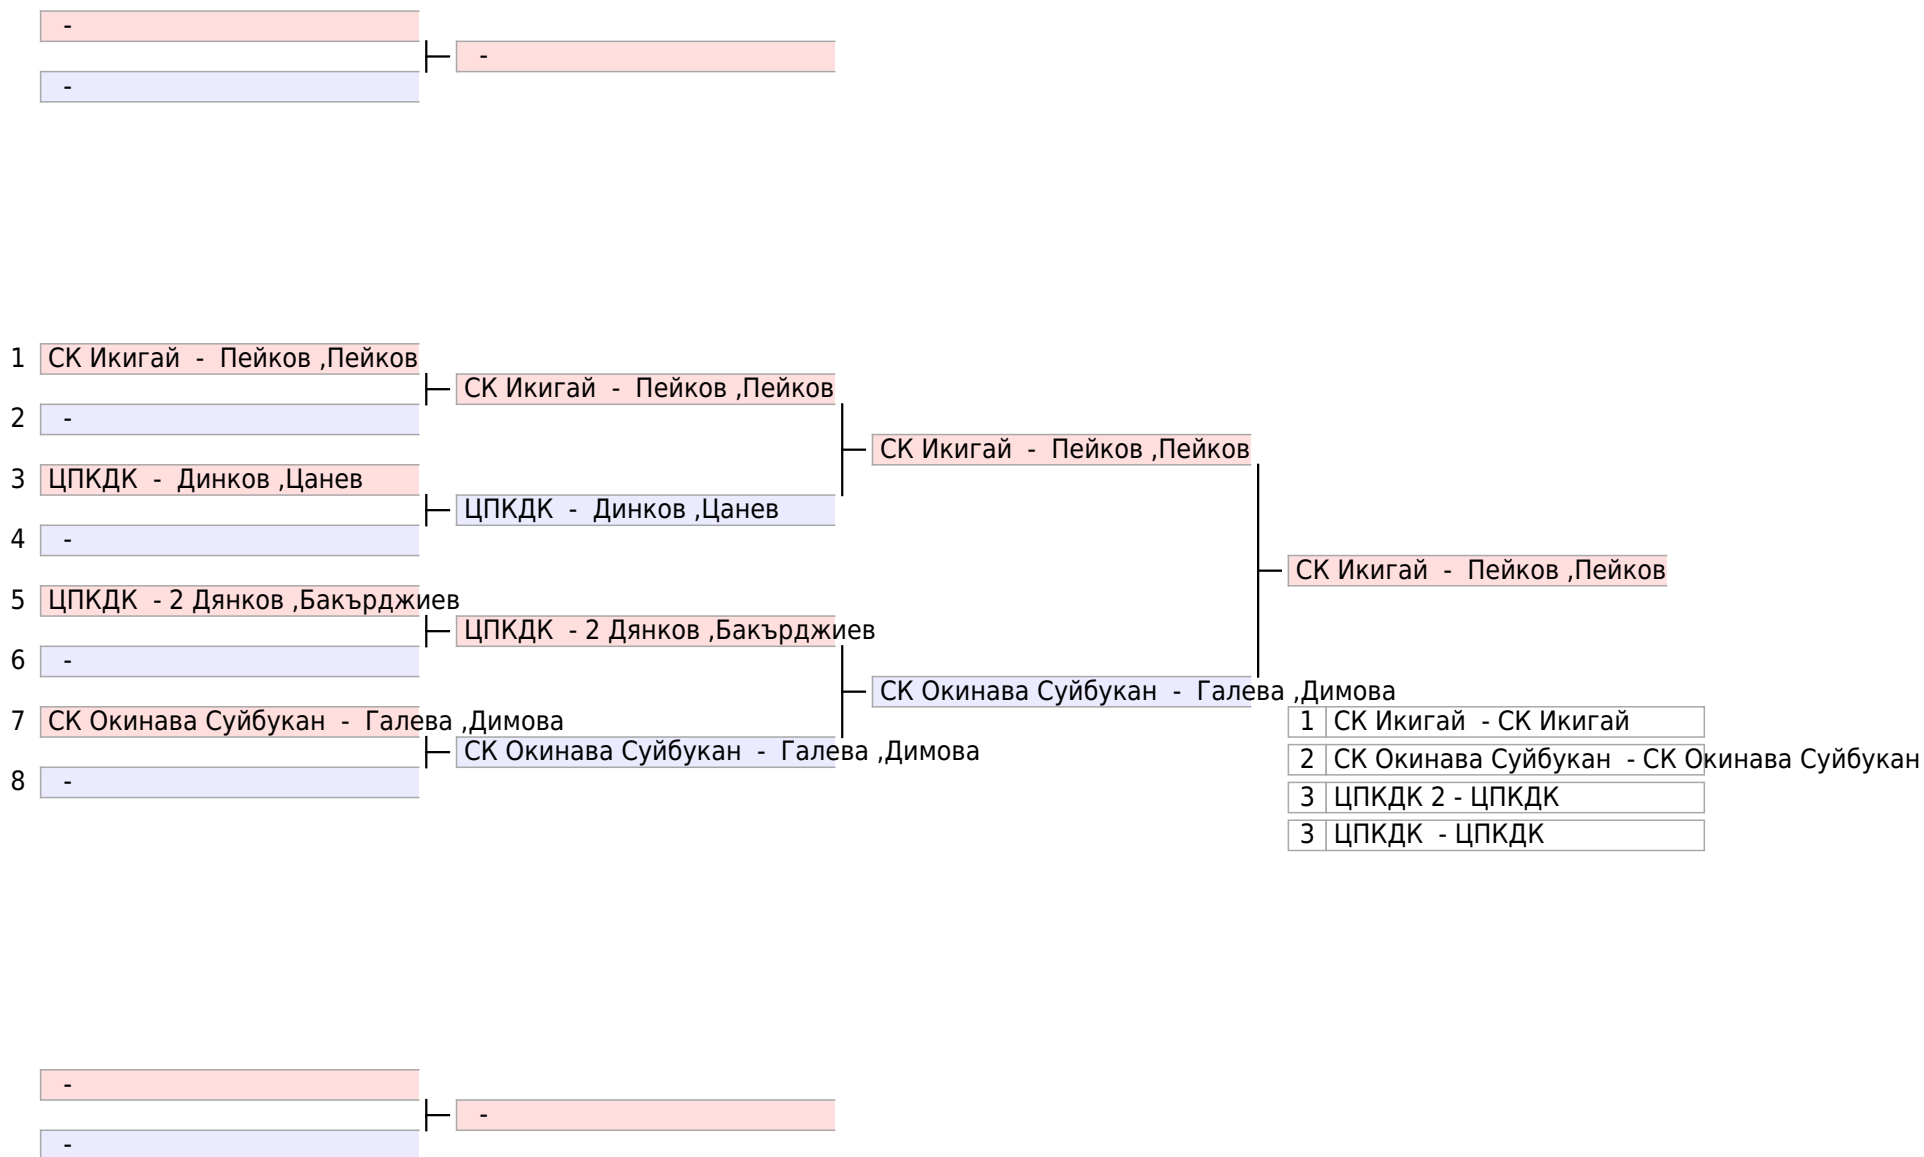 -
-
-
1 СК Икигай - Пейков ,Пейков
СК Икигай - Пейков ,Пейков
2 -
СК Икигай - Пейков ,Пейков
3 ЦПКДК - Динков ,Цанев
ЦПКДК - Динков ,Цанев
4 -
СК Икигай - Пейков ,Пейков
5 ЦПКДК - 2 Дянков ,Бакърджиев
ЦПКДК - 2 Дянков ,Бакърджиев
6 -
СК Окинава Суйбукан - Галева ,Димова
7 СК Окинава Суйбукан - Галева ,Димова
СК Окинава Суйбукан - Галева ,Димова
8 -
1 СК Икигай - СК Икигай
2 СК Окинава Суйбукан - СК Окинава Суйбукан
3 ЦПКДК 2 - ЦПКДК
3 ЦПКДК - ЦПКДК
-
-
-